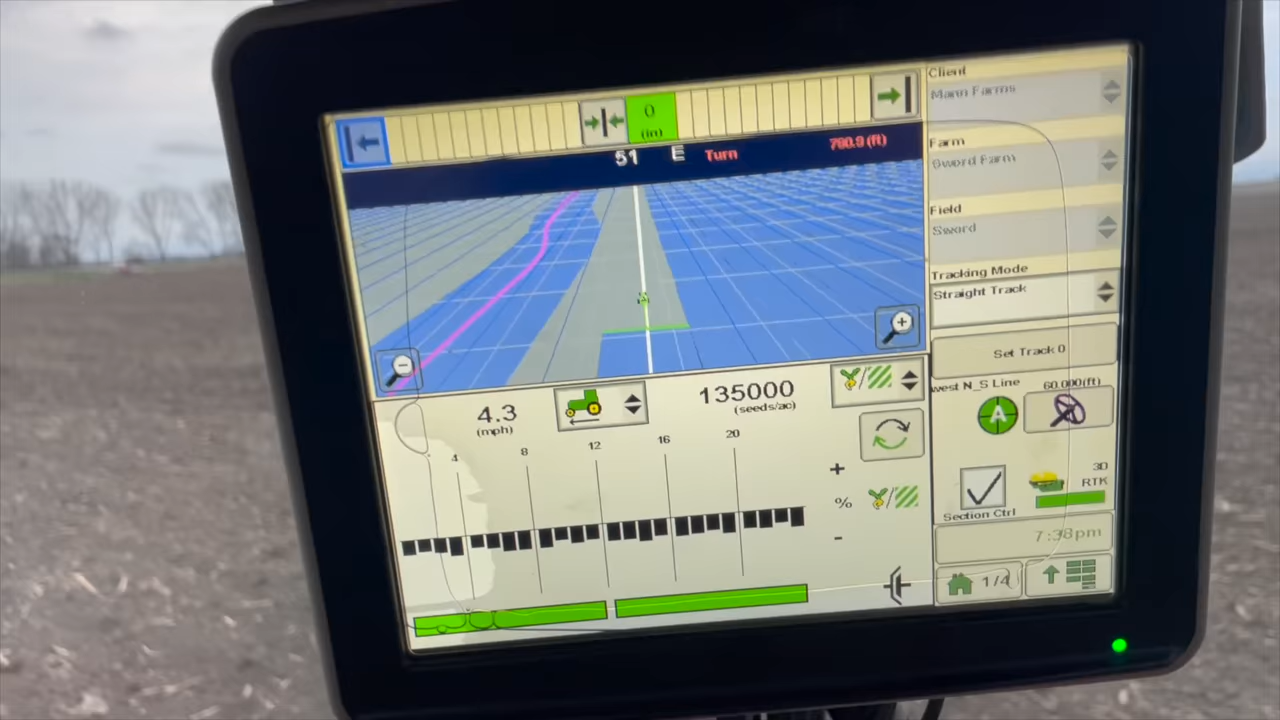 0
(in)
51 E Turn 780.9 (ft)
Client
Mann Farms
Farm
Sword Farm
Field
Sword
Tracking Mode
Straight Track
Set Track 0
west N_S Line 60.000(ft)
A
4.3
(mph)
135000
(seeds/ac)
4 8 12 16 20
+
%
-
3D
RTK
Section Ctrl
7:38pm
1/4